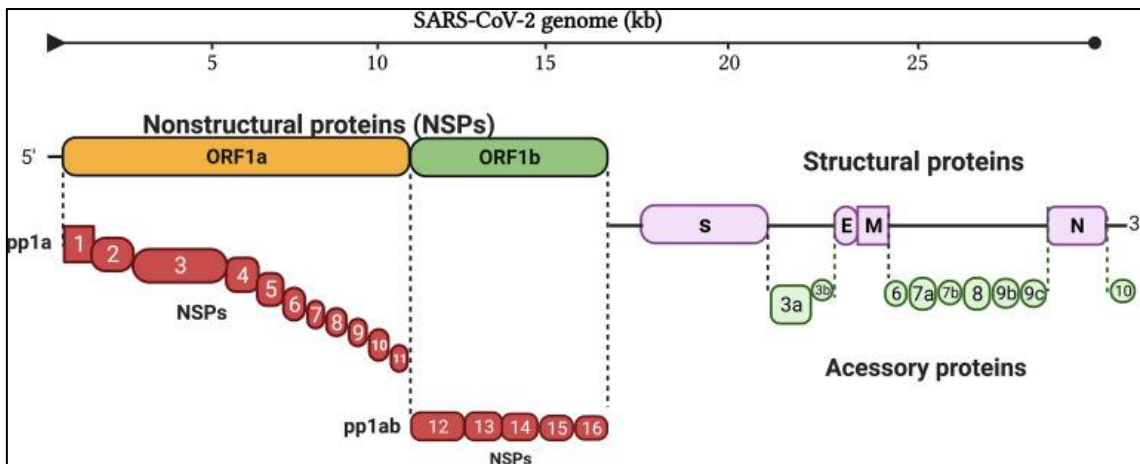 SARS-CoV-2 genome (kb)
5 10 15 20 25
Nonstructural proteins (NSPs)
5' ORF1a ORF1b
Structural proteins
S E M N 3
pp1a 1 2 3 4 5 6 7 8 9 10 11
NSPs
3a 3b 6 7a 7b 8 9b 9c 10
Acessory proteins
pp1ab 12 13 14 15 16
NSPs